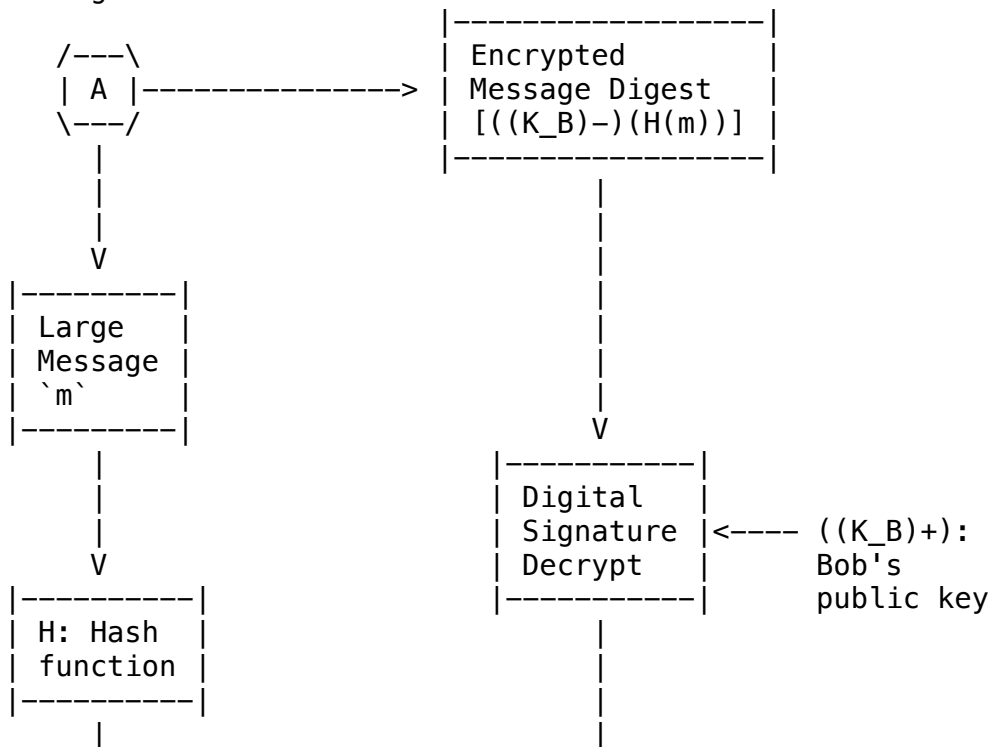 Encrypted
A
Message Digest
[((K_B)-)(H(m))]
V
Large
Message
`m`
V
Digital
Signature
Decrypt
((K_B)+):
Bob's
public key
V
H: Hash
function